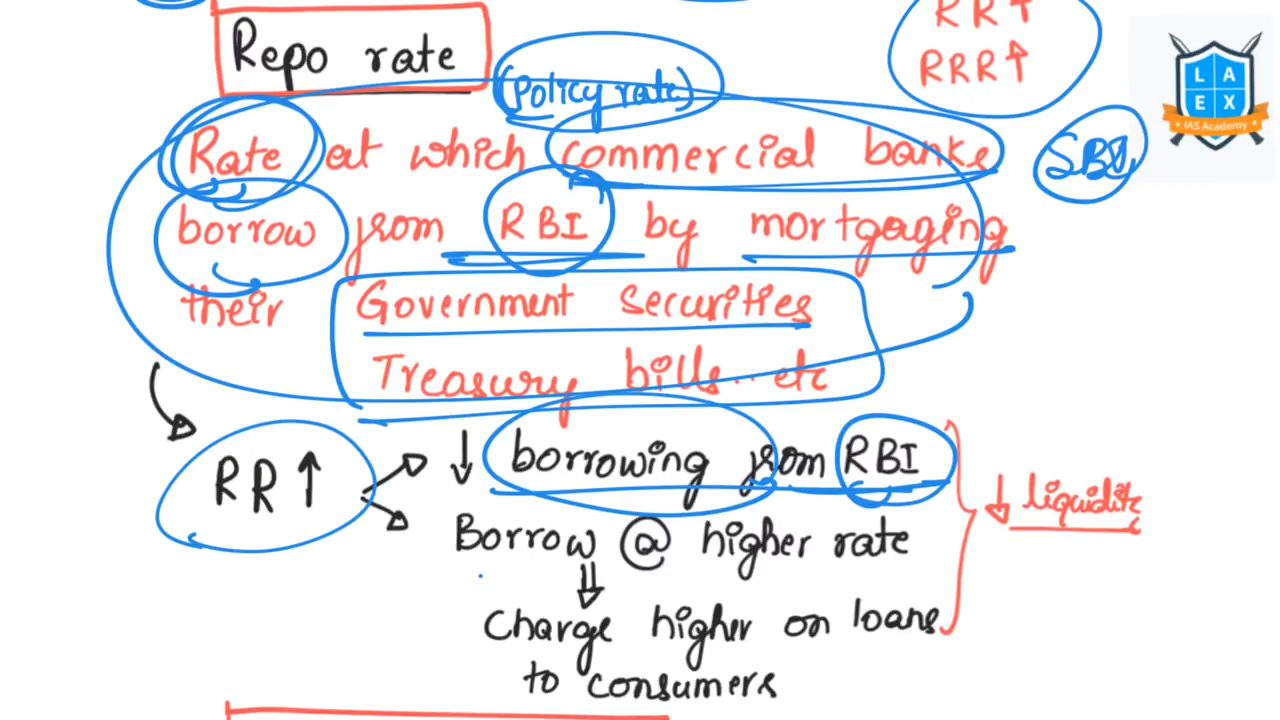 RR↑
Repo rate
RRR↑
(Policy rate)
L A
E X
IAS Academy
Rate at which commercial banks
borrow from RBI by mortgaging
their Government securities
Treasury bills.. etc
RR↑
↓ borrowing from RBI
↓ liquidity
Borrow @ higher rate
Charge higher on loans
to consumers